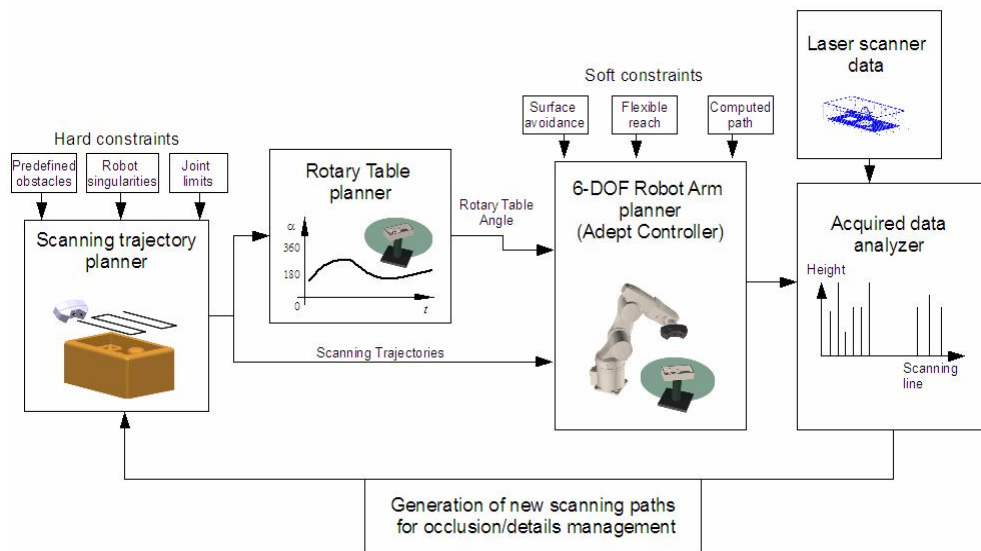 Hard constraints
Predefined
obstacles
Robot
singularities
Joint
limits
Scanning trajectory
planner
Rotary Table
planner
α
360
180
0
t
Rotary Table
Angle
Scanning Trajectories
Soft constraints
Surface
avoidance
Flexible
reach
Computed
path
6-DOF Robot Arm
planner
(Adept Controller)
Laser scanner
data
Acquired data
analyzer
Height
Scanning
line
Generation of new scanning paths
for occlusion/details management